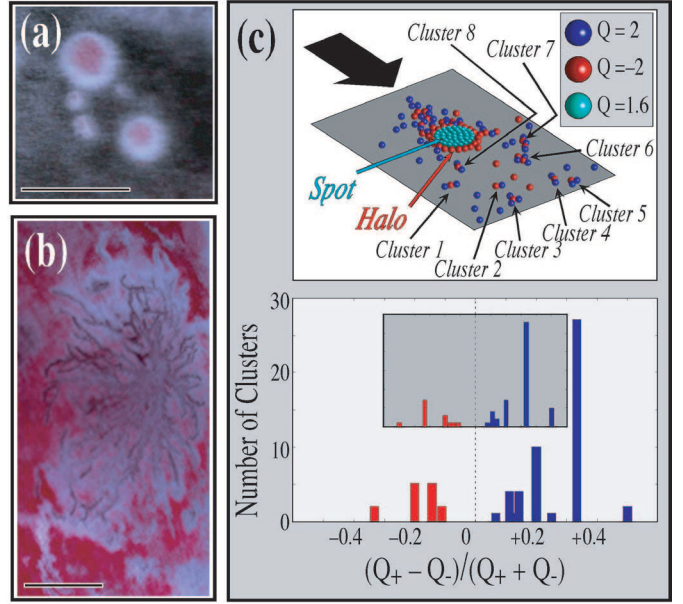 (a)
(b)
(c)
Cluster 8
Cluster 7
Q = 2
Q = –2
Q = 1.6
Cluster 6
Spot
Halo
Cluster 5
Cluster 4
Cluster 1
Cluster 2
Cluster 3
Number of Clusters
30
20
10
0
–0.4
–0.2
0
+0.2
+0.4
(Q+ – Q-)/(Q+ + Q-)